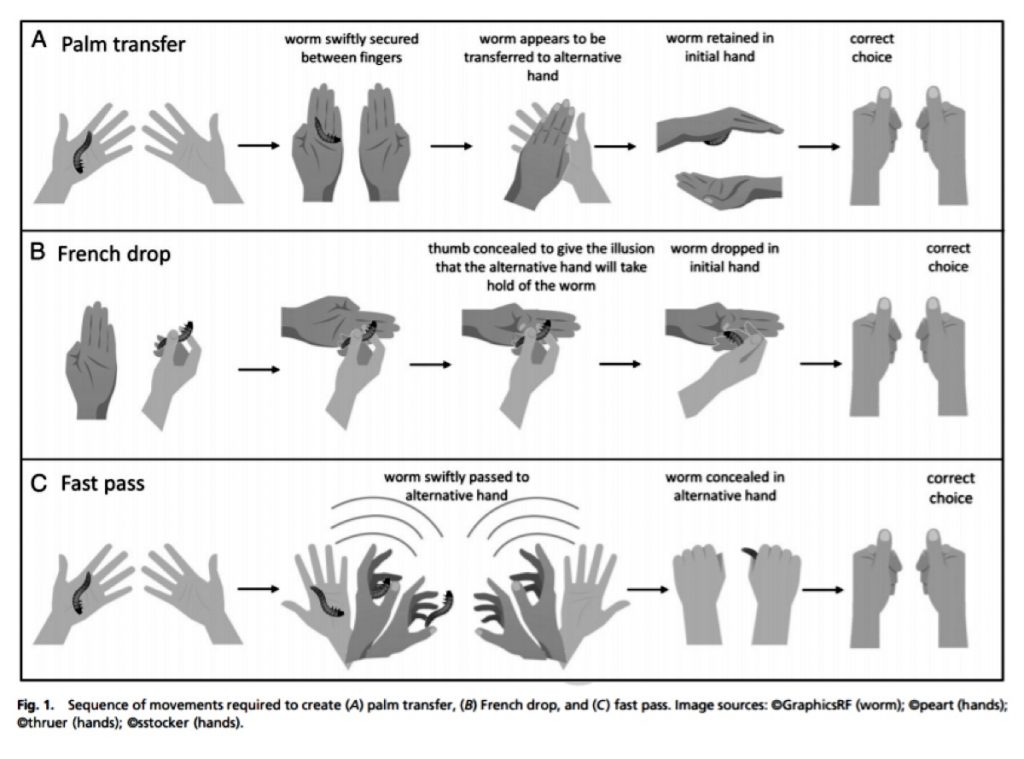 A Palm transfer
worm swiftly secured
between fingers
worm appears to be
transferred to alternative
hand
worm retained in
initial hand
correct
choice
B French drop
thumb concealed to give the illusion
that the alternative hand will take
hold of the worm
worm dropped in
initial hand
correct
choice
C Fast pass
worm swiftly passed to
alternative hand
worm concealed in
alternative hand
correct
choice
Fig. 1. Sequence of movements required to create (A) palm transfer, (B) French drop, and (C) fast pass. Image sources: ©GraphicsRF (worm); ©peart (hands);
©thruer (hands); ©sstocker (hands).